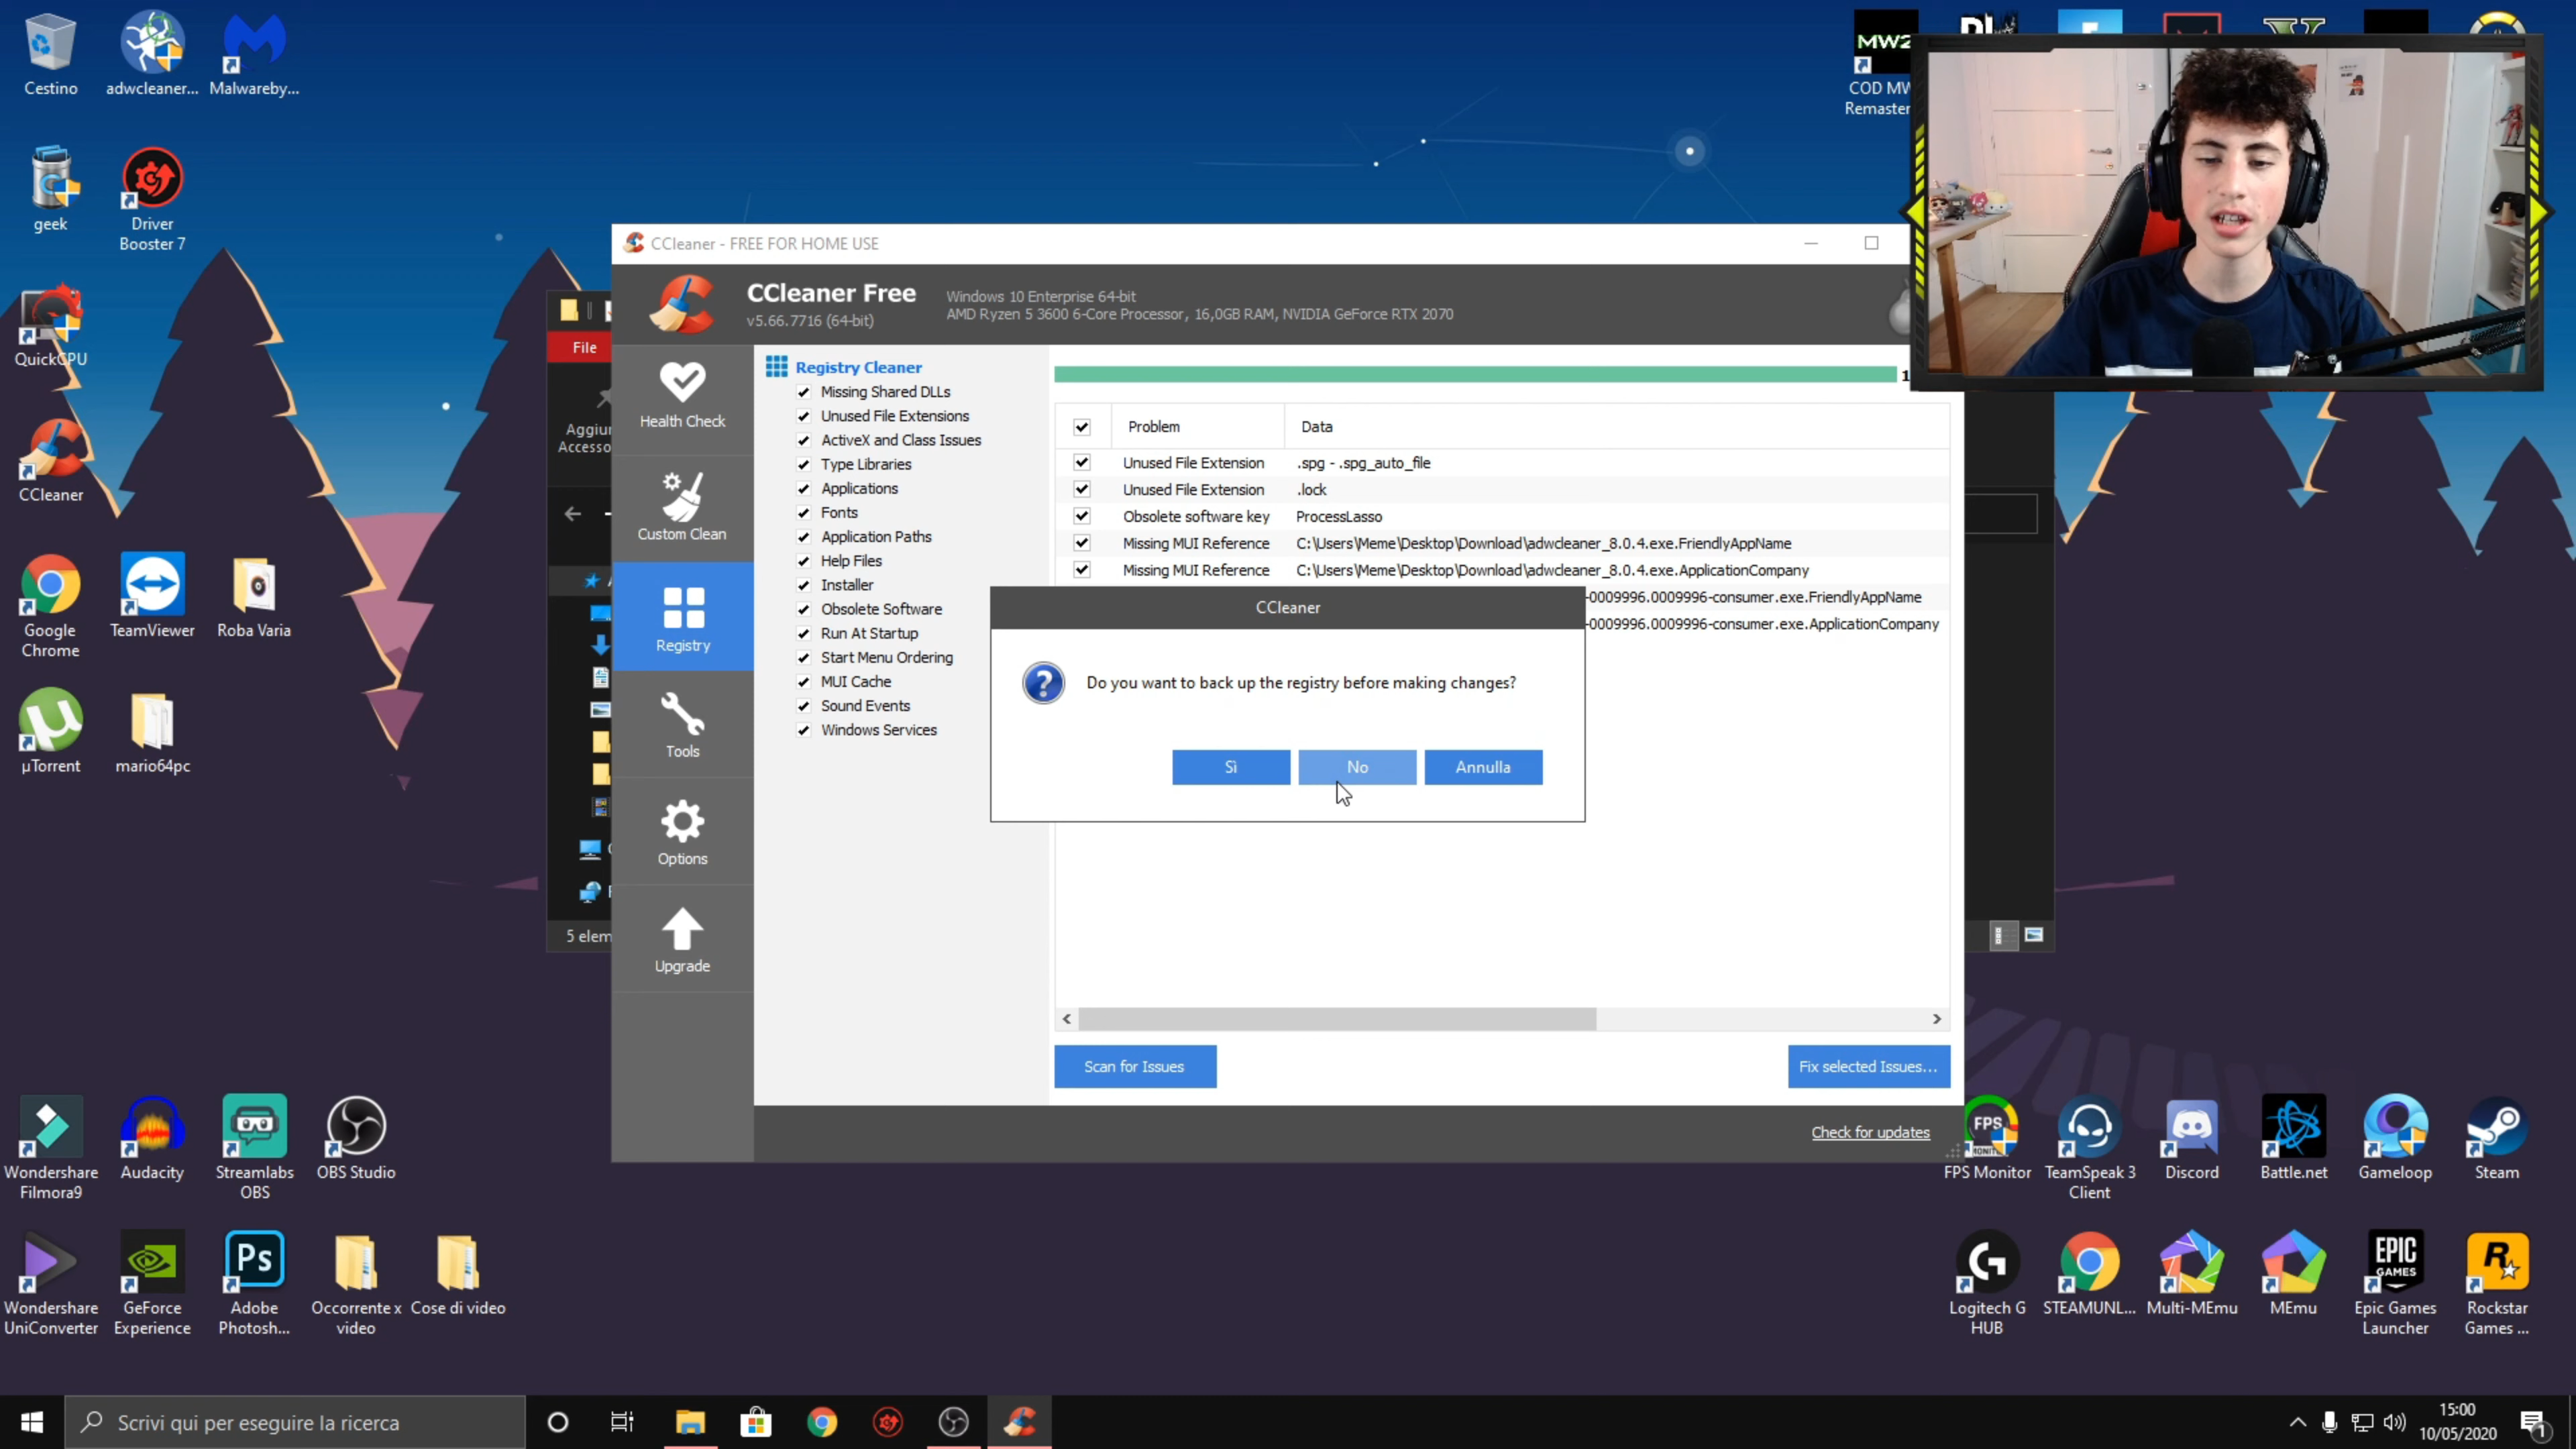 Cestino
adwcleaner...
Malwareby...
geek
Driver
Booster 7
QuickCPU
CCleaner
Google
Chrome
TeamViewer
Roba Varia
µTorrent
mario64pc
MW2
COD MW
Remaster
File
Aggiun
Accesso
5 elem
CCleaner - FREE FOR HOME USE
CCleaner Free
v5.66.7716 (64-bit)
Windows 10 Enterprise 64-bit
AMD Ryzen 5 3600 6-Core Processor, 16,0GB RAM, NVIDIA GeForce RTX 2070
Health Check
Custom Clean
Registry
Tools
Options
Upgrade
Registry Cleaner
Missing Shared DLLs
Unused File Extensions
ActiveX and Class Issues
Type Libraries
Applications
Fonts
Application Paths
Help Files
Installer
Obsolete Software
Run At Startup
Start Menu Ordering
MUI Cache
Sound Events
Windows Services
Problem Data
Unused File Extension .spg - .spg_auto_file
Unused File Extension .lock
Obsolete software key ProcessLasso
Missing MUI Reference C:\Users\Meme\Desktop\Download\adwcleaner_8.0.4.exe.FriendlyAppName
Missing MUI Reference C:\Users\Meme\Desktop\Download\adwcleaner_8.0.4.exe.ApplicationCompany
-0009996.0009996-consumer.exe.FriendlyAppName
-0009996.0009996-consumer.exe.ApplicationCompany
CCleaner
Do you want to back up the registry before making changes?
Sì
No
Annulla
Scan for Issues
Fix selected Issues...
Check for updates
Wondershare
Filmora9
Audacity
Streamlabs
OBS
OBS Studio
Wondershare
UniConverter
GeForce
Experience
Ps
Adobe
Photosh...
Occorrente x
video
Cose di video
FPS
FPS Monitor
TeamSpeak 3
Client
Discord
Battle.net
Gameloop
Steam
Logitech G
HUB
STEAMUNL...
Multi-MEmu
MEmu
EPIC
GAMES
Epic Games
Launcher
Rockstar
Games ...
Scrivi qui per eseguire la ricerca
15:00
10/05/2020
1